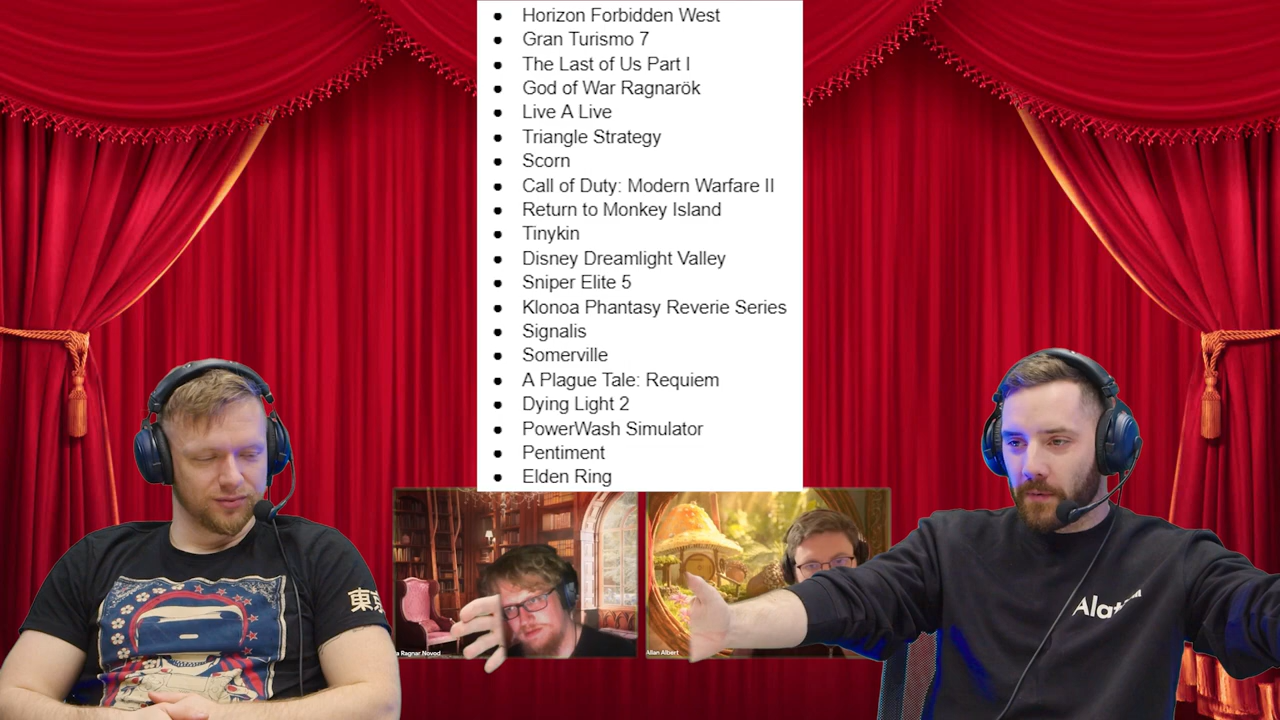 Horizon Forbidden West
Gran Turismo 7
The Last of Us Part I
God of War Ragnarök
Live A Live
Triangle Strategy
Scorn
Call of Duty: Modern Warfare II
Return to Monkey Island
Tinykin
Disney Dreamlight Valley
Sniper Elite 5
Klonoa Phantasy Reverie Series
Signalis
Somerville
A Plague Tale: Requiem
Dying Light 2
PowerWash Simulator
Pentiment
Elden Ring
東京
a Ragnar Novod
Allan Albert